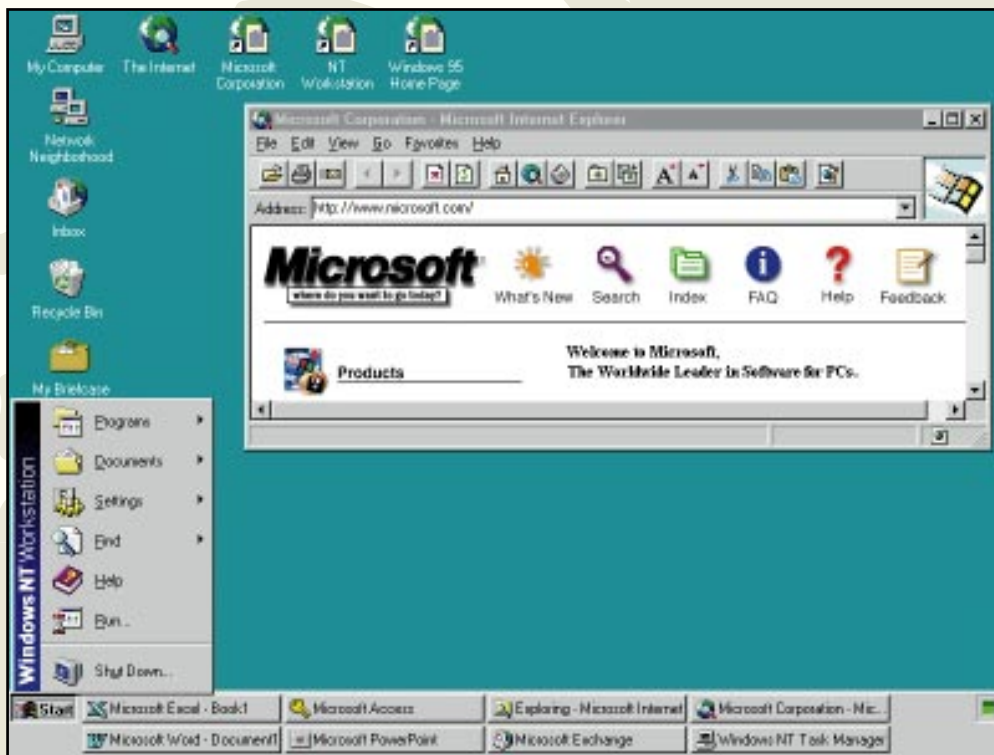 My Computer
The Internet
Microsoft Corporation
NT Workstation
Windows 95 Home Page
Network Neighborhood
Inbox
Recycle Bin
My Briefcase
Microsoft Corporation - Microsoft Internet Explorer
File Edit View Go Favorites Help
Address: http://www.microsoft.com/
Microsoft
where do you want to go today?
What's New Search Index FAQ Help Feedback
Products
Welcome to Microsoft,
The Worldwide Leader in Software for PCs.
Windows NT Workstation
Programs
Documents
Settings
Find
Help
Run...
Shut Down...
Start
Microsoft Excel - Book1
Microsoft Access
Exploring - Microsoft Internet
Microsoft Corporation - Mic...
Microsoft Word - Document1
Microsoft PowerPoint
Microsoft Exchange
Windows NT Task Manager